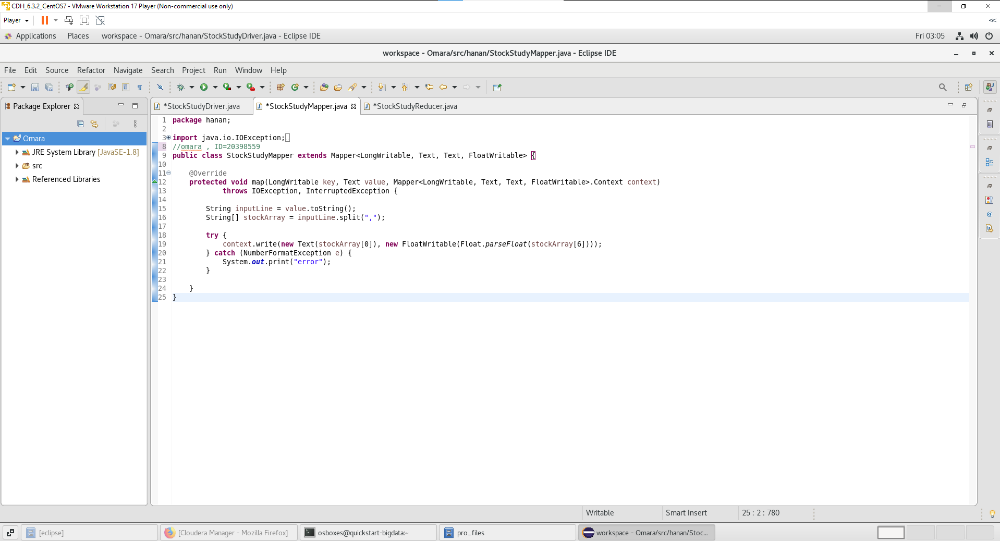 CDH_6.3.2_CentOS7 - VMware Workstation 17 Player (Non-commercial use only)
Player
Applications Places workspace - Omara/src/hanan/StockStudyDriver.java - Eclipse IDE Fri 03:05
workspace - Omara/src/hanan/StockStudyMapper.java - Eclipse IDE
File Edit Source Refactor Navigate Search Project Run Window Help
Package Explorer
Omara
JRE System Library [JavaSE-1.8]
src
Referenced Libraries
*StockStudyDriver.java *StockStudyMapper.java *StockStudyReducer.java
1 package hanan;
2
3 import java.io.IOException;
8 //omara , ID=20398559
9 public class StockStudyMapper extends Mapper<LongWritable, Text, Text, FloatWritable> {
10
11 @Override
12 protected void map(LongWritable key, Text value, Mapper<LongWritable, Text, Text, FloatWritable>.Context context)
13 throws IOException, InterruptedException {
14
15 String inputLine = value.toString();
16 String[] stockArray = inputLine.split(",");
17
18 try {
19 context.write(new Text(stockArray[0]), new FloatWritable(Float.parseFloat(stockArray[6])));
20 } catch (NumberFormatException e) {
21 System.out.print("error");
22 }
23
24 }
25 }
Writable Smart Insert 25 : 2 : 780
[eclipse] [Cloudera Manager - Mozilla Firefox] osboxes@quickstart-bigdata:~ pro_files workspace - Omara/src/hanan/Stoc...